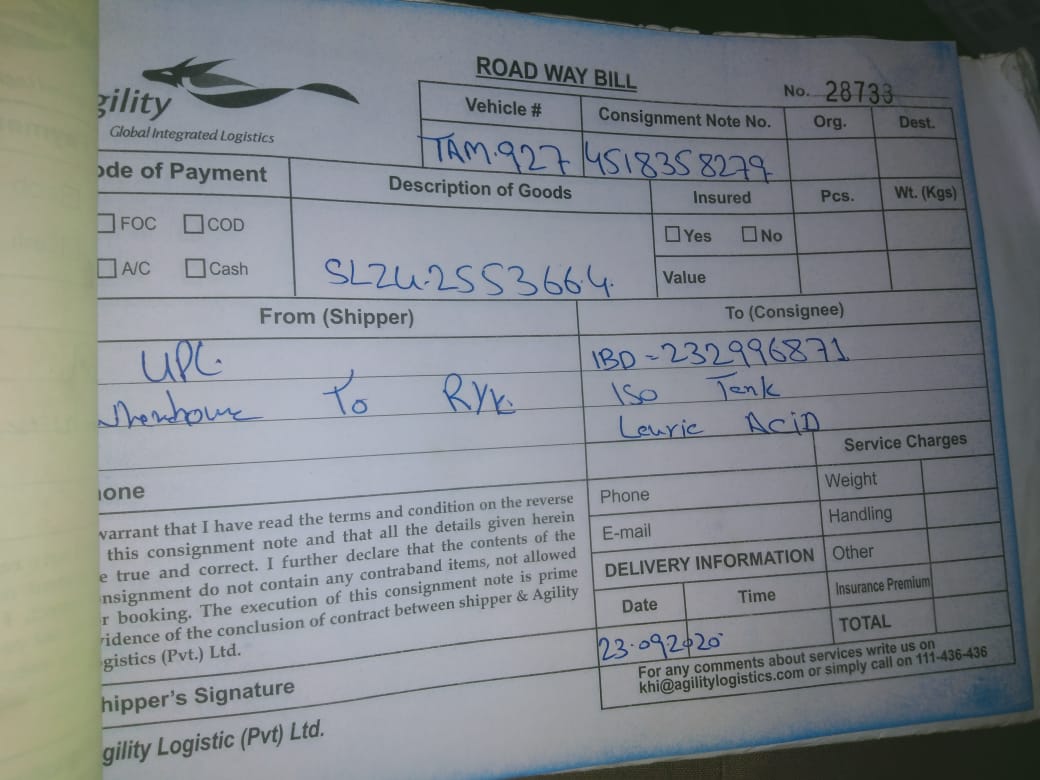 gility
Global Integrated Logistics
ROAD WAY BILL
No. 28733
Vehicle # Consignment Note No. Org. Dest.
TAM.927 4518358279
ode of Payment Description of Goods Insured Pcs. Wt. (Kgs)
FOC COD Yes No
A/C Cash SLZU.2553664. Value
From (Shipper) To (Consignee)
UPL. IBD = 232996871
To RYK. ISO Tank
Lauric ACiD
Service Charges
one Phone Weight
E-mail Handling
warrant that I have read the terms and condition on the reverse
this consignment note and that all the details given herein
e true and correct. I further declare that the contents of the
nsignment do not contain any contraband items, not allowed
r booking. The execution of this consignment note is prime
idence of the conclusion of contract between shipper & Agility
gistics (Pvt.) Ltd.
DELIVERY INFORMATION Other
Date Time Insurance Premium
23.09.2020 TOTAL
hipper's Signature
For any comments about services write us on
khi@agilitylogistics.com or simply call on 111-436-436
gility Logistic (Pvt) Ltd.